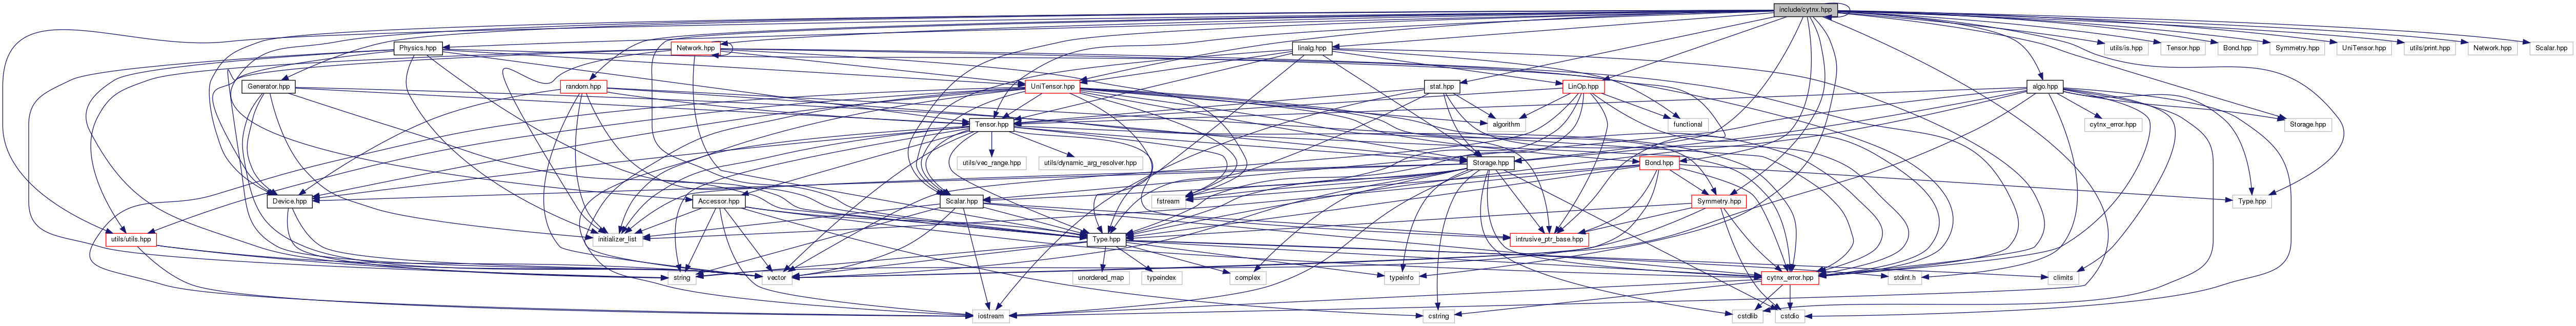 include/cytnx.hpp
Physics.hpp
Network.hpp
linalg.hpp
utils/is.hpp
Tensor.hpp
Bond.hpp
Symmetry.hpp
UniTensor.hpp
utils/print.hpp
Network.hpp
Scalar.hpp
Generator.hpp
random.hpp
UniTensor.hpp
stat.hpp
LinOp.hpp
algo.hpp
Tensor.hpp
algorithm
functional
cytnx_error.hpp
Storage.hpp
utils/vec_range.hpp
utils/dynamic_arg_resolver.hpp
Storage.hpp
Bond.hpp
Device.hpp
Accessor.hpp
fstream
Scalar.hpp
Symmetry.hpp
Type.hpp
utils/utils.hpp
initializer_list
Type.hpp
intrusive_ptr_base.hpp
string
vector
unordered_map
typeindex
complex
typeinfo
cytnx_error.hpp
stdint.h
climits
iostream
cstring
cstdlib
cstdio